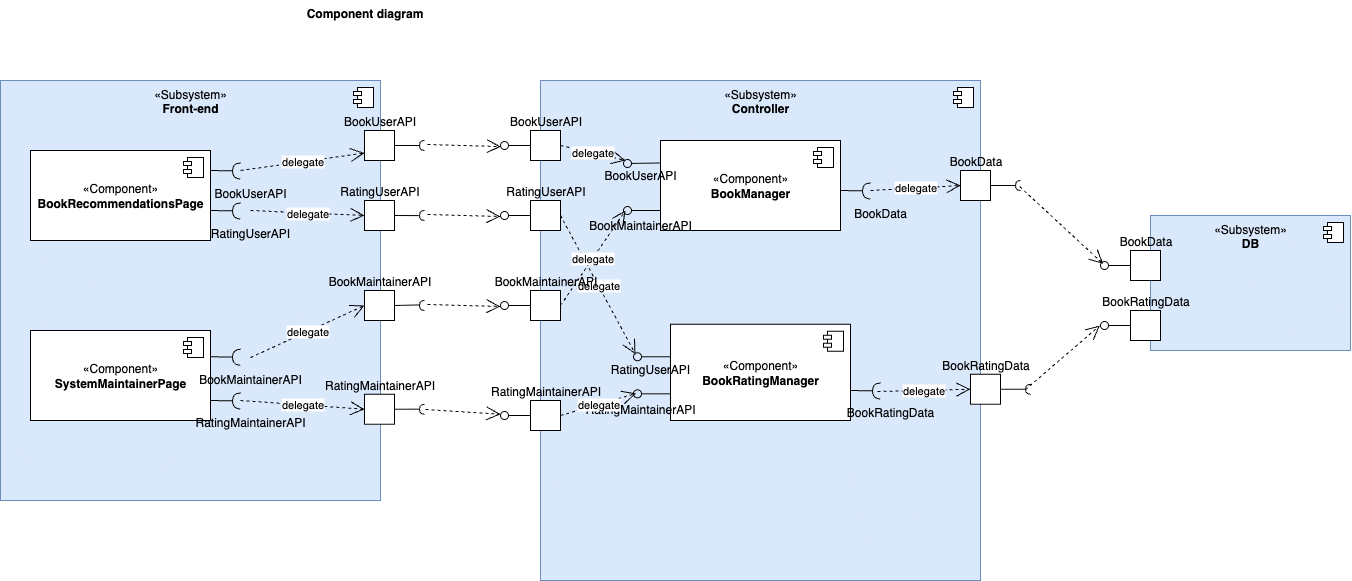 Component diagram
«Subsystem»
Front-end
BookUserAPI
«Component»
BookRecommendationsPage
delegate
BookUserAPI
RatingUserAPI
delegate
RatingUserAPI
BookMaintainerAPI
delegate
«Component»
SystemMaintainerPage
BookMaintainerAPI
RatingMaintainerAPI
delegate
RatingMaintainerAPI
«Subsystem»
Controller
BookUserAPI
delegate
BookUserAPI
«Component»
BookManager
RatingUserAPI
BookMaintainerAPI
delegate
BookMaintainerAPI
delegate
RatingUserAPI
«Component»
BookRatingManager
RatingMaintainerAPI
delegate
RatingMaintainerAPI
BookData
delegate
BookData
BookRatingData
delegate
BookRatingData
«Subsystem»
DB
BookData
BookRatingData